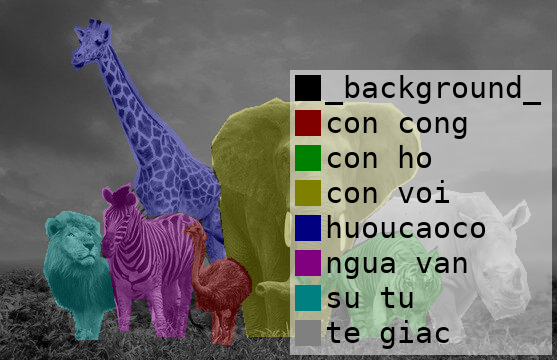 _background_
con cong
con ho
con voi
huoucaoco
ngua van
su tu
te giac